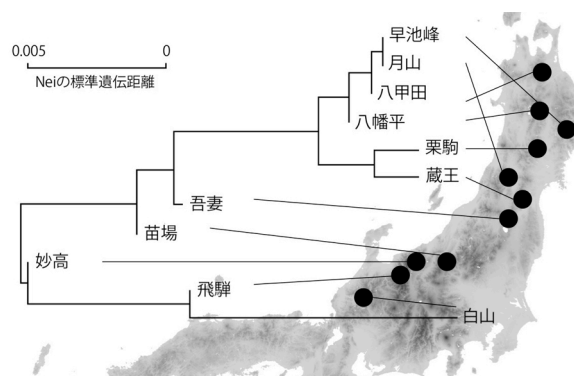 0.005 0
Neiの標準遺伝距離
早池峰
月山
八甲田
八幡平
栗駒
蔵王
吾妻
苗場
妙高
飛騨
白山